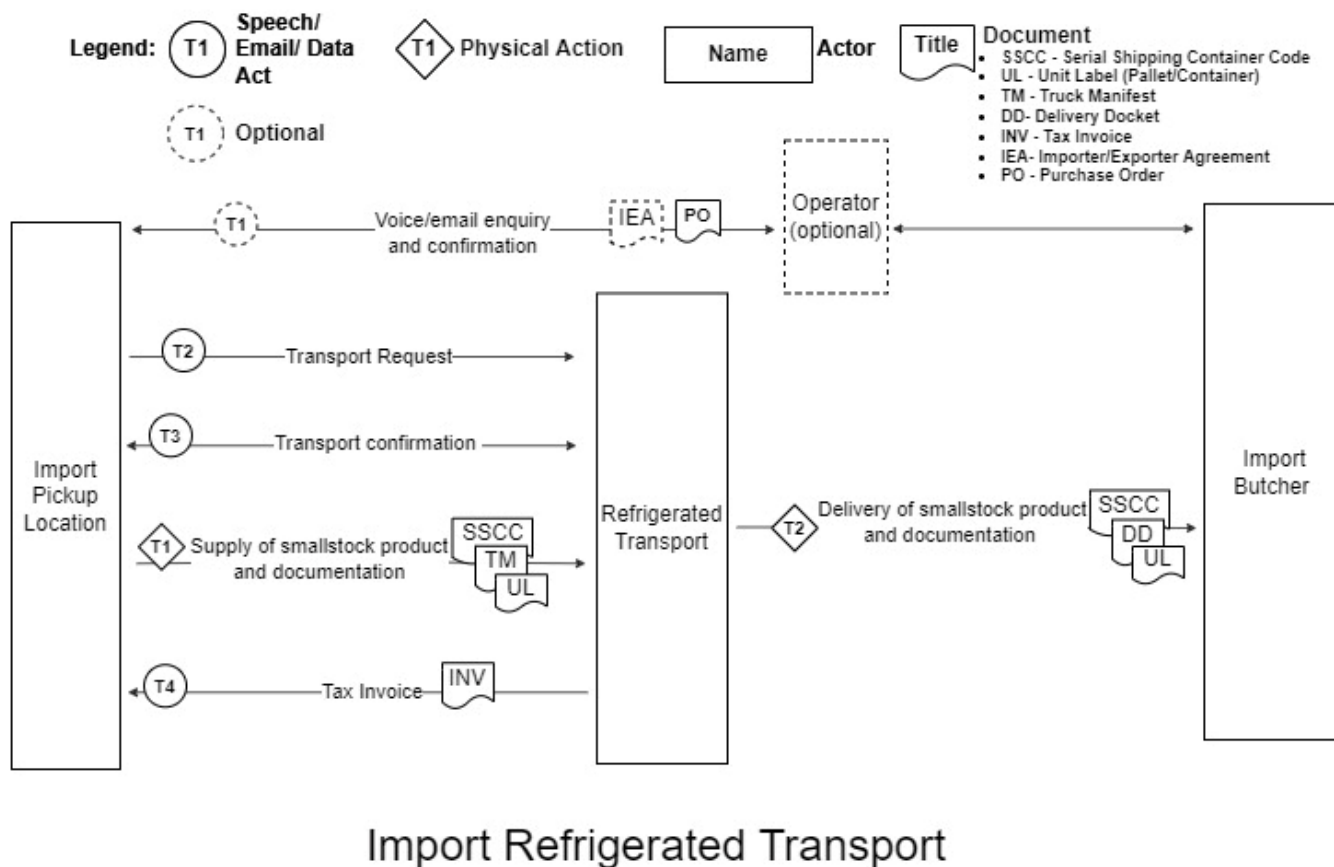 Legend:
T1
Speech/
Email/ Data
Act
T1
Physical Action
Name
Actor
Title
Document
• SSCC - Serial Shipping Container Code
• UL - Unit Label (Pallet/Container)
• TM - Truck Manifest
• DD- Delivery Docket
• INV - Tax Invoice
• IEA- Importer/Exporter Agreement
• PO - Purchase Order
T1
Optional
T1
Voice/email enquiry
and confirmation
IEA
PO
Operator
(optional)
T2
Transport Request
T3
Transport confirmation
Import
Pickup
Location
Refrigerated
Transport
Import
Butcher
T1
Supply of smallstock product
and documentation
SSCC
TM
UL
T2
Delivery of smallstock product
and documentation
SSCC
DD
UL
T4
Tax Invoice
INV
Import Refrigerated Transport